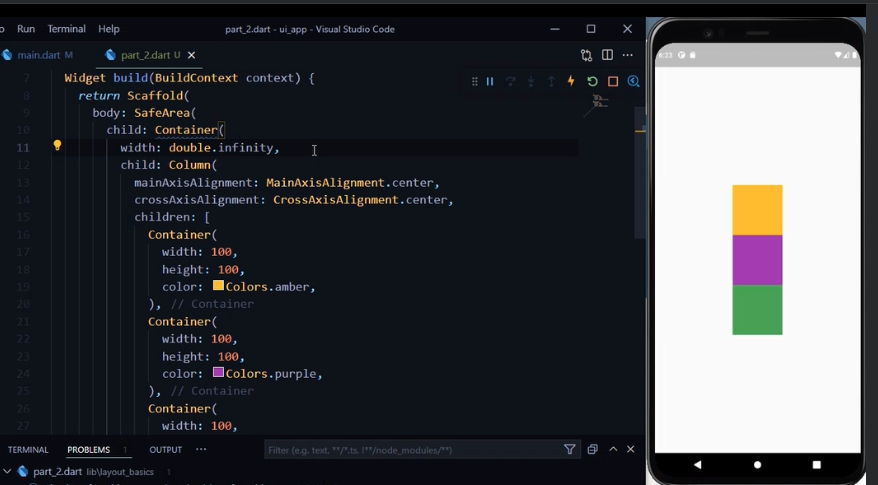 Run Terminal Help part_2.dart - ui_app - Visual Studio Code
main.dart M part_2.dart U
7 Widget build(BuildContext context) {
8 return Scaffold(
9 body: SafeArea(
10 child: Container(
11 width: double.infinity,
12 child: Column(
13 mainAxisAlignment: MainAxisAlignment.center,
14 crossAxisAlignment: CrossAxisAlignment.center,
15 children: [
16 Container(
17 width: 100,
18 height: 100,
19 color: Colors.amber,
20 ), // Container
21 Container(
22 width: 100,
23 height: 100,
24 color: Colors.purple,
25 ), // Container
26 Container(
27 width: 100,
TERMINAL PROBLEMS 1 OUTPUT ··· Filter (e.g. text, **/*.ts, !**/node_modules/**)
part_2.dart lib\layout_basics 1